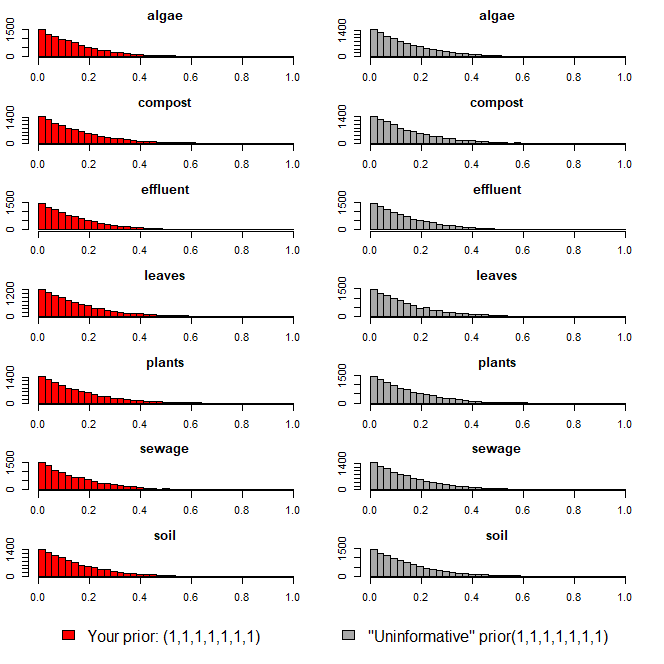 algae algae
1500 0 1500 0
0.0 0.2 0.4 0.6 0.8 1.0 0.0 0.2 0.4 0.6 0.8 1.0
compost compost
1400 0 1400 0
0.0 0.2 0.4 0.6 0.8 1.0 0.0 0.2 0.4 0.6 0.8 1.0
effluent effluent
1500 0 1500 0
0.0 0.2 0.4 0.6 0.8 1.0 0.0 0.2 0.4 0.6 0.8 1.0
leaves leaves
1200 0 1500 0
0.0 0.2 0.4 0.6 0.8 1.0 0.0 0.2 0.4 0.6 0.8 1.0
plants plants
1400 0 1500 0
0.0 0.2 0.4 0.6 0.8 1.0 0.0 0.2 0.4 0.6 0.8 1.0
sewage sewage
1500 0 1400 0
0.0 0.2 0.4 0.6 0.8 1.0 0.0 0.2 0.4 0.6 0.8 1.0
soil soil
1400 0 1500 0
0.0 0.2 0.4 0.6 0.8 1.0 0.0 0.2 0.4 0.6 0.8 1.0
Your prior: (1,1,1,1,1,1,1) "Uninformative" prior(1,1,1,1,1,1,1)